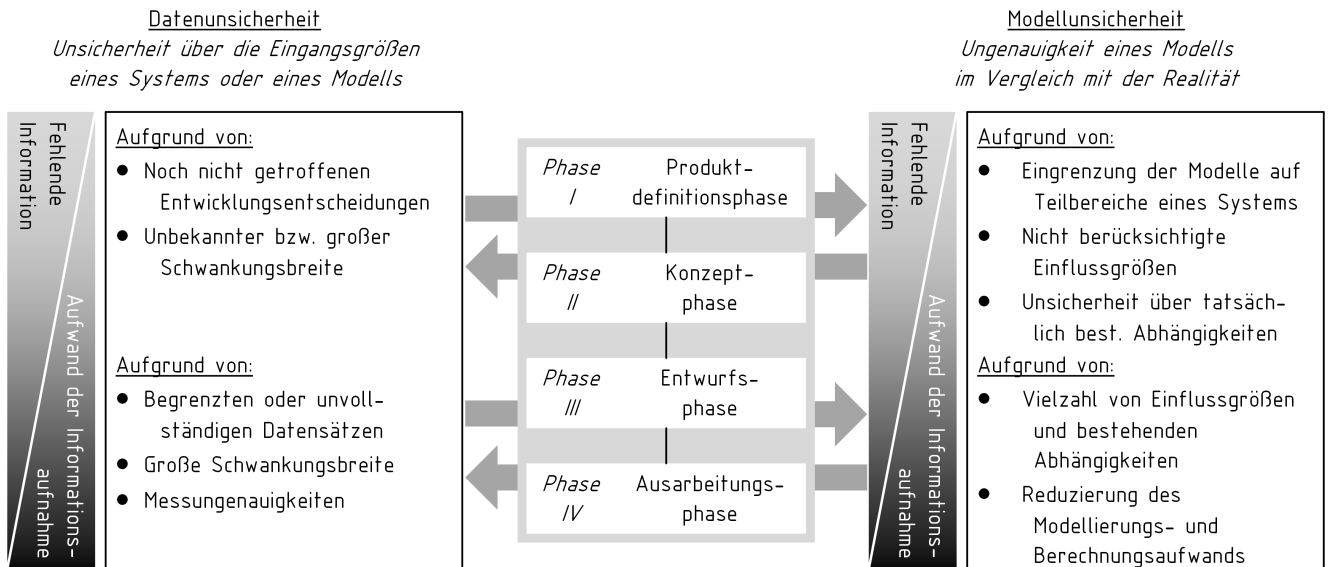 Datenunsicherheit
Unsicherheit über die Eingangsgrößen
eines Systems oder eines Modells
Fehlende
Information
Aufwand der Informations-
aufnahme
Aufgrund von:
● Noch nicht getroffenen
Entwicklungsentscheidungen
● Unbekannter bzw. großer
Schwankungsbreite
Aufgrund von:
● Begrenzten oder unvoll-
ständigen Datensätzen
● Große Schwankungsbreite
● Messungenauigkeiten
Phase
I
Produkt-
definitionsphase
Phase
II
Konzept-
phase
Phase
III
Entwurfs-
phase
Phase
IV
Ausarbeitungs-
phase
Modellunsicherheit
Ungenauigkeit eines Modells
im Vergleich mit der Realität
Fehlende
Information
Aufwand der Informations-
aufnahme
Aufgrund von:
● Eingrenzung der Modelle auf
Teilbereiche eines Systems
● Nicht berücksichtigte
Einflussgrößen
● Unsicherheit über tatsäch-
lich best. Abhängigkeiten
Aufgrund von:
● Vielzahl von Einflussgrößen
und bestehenden
Abhängigkeiten
● Reduzierung des
Modellierungs- und
Berechnungsaufwands